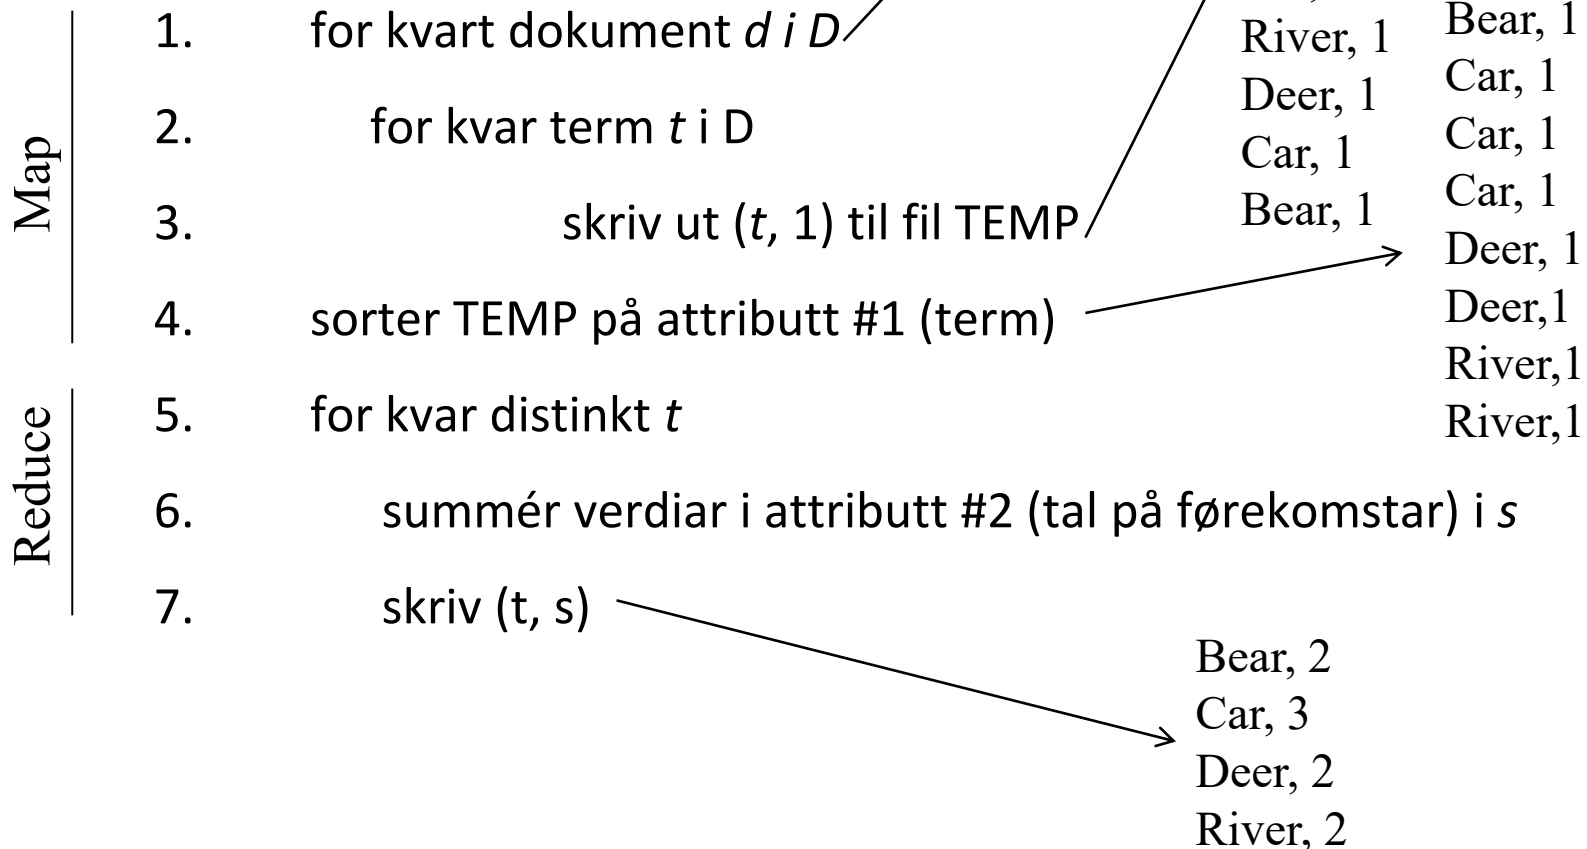 Map
1. for kvart dokument d i D
2. for kvar term t i D
3. skriv ut (t, 1) til fil TEMP
4. sorter TEMP på attributt #1 (term)
Reduce
5. for kvar distinkt t
6. summér verdiar i attributt #2 (tal på førekomstar) i s
7. skriv (t, s)
River, 1
Deer, 1
Car, 1
Bear, 1
Bear, 1
Car, 1
Car, 1
Car, 1
Deer, 1
Deer,1
River,1
River,1
Bear, 2
Car, 3
Deer, 2
River, 2